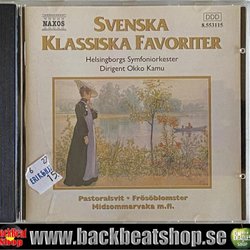 NAXOS
DDD
8.553115
SVENSKA
KLASSISKA FAVORITER
Helsingborgs Symfoniorkester
Dirigent Okko Kamu
Pastoralsvit • Frösöblomster
Midsommarvaka m.fl.
www.backbeatshop.se